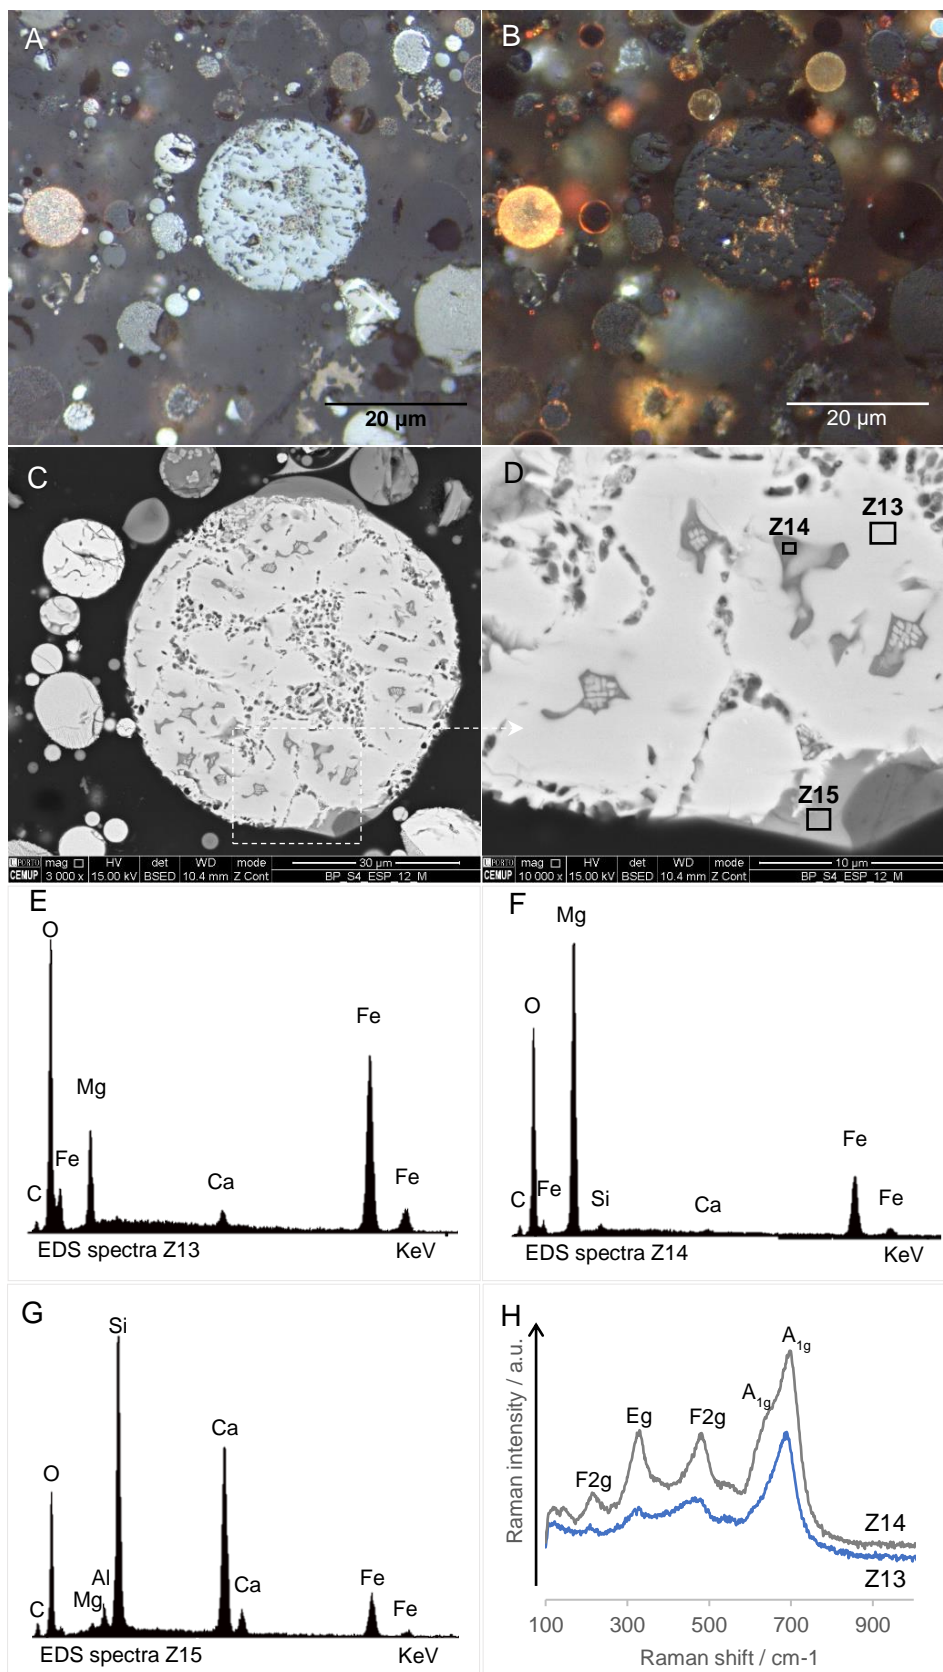 A
B
20 µm
20 µm
C
D
Z13
Z14
Z15
U.PORTO mag □ HV det WD mode 30 µm
CEMUP 3 000 x 15.00 kV BSED 10.4 mm Z Cont BP_S4_ESP_12_M
U.PORTO mag □ HV det WD mode 10 µm
CEMUP 10 000 x 15.00 kV BSED 10.4 mm Z Cont BP_S4_ESP_12_M
E
O
Fe
Mg
Fe
Fe
Ca
C
EDS spectra Z13 KeV
F
Mg
O
Fe
C Fe Si Ca Fe
EDS spectra Z14 KeV
G
Si
Ca
O
Al
Mg
Ca
Fe
C
Fe
EDS spectra Z15 KeV
H
Raman intensity / a.u.
A1g
A1g
Eg
F2g
F2g
Z14
Z13
100 300 500 700 900
Raman shift / cm-1